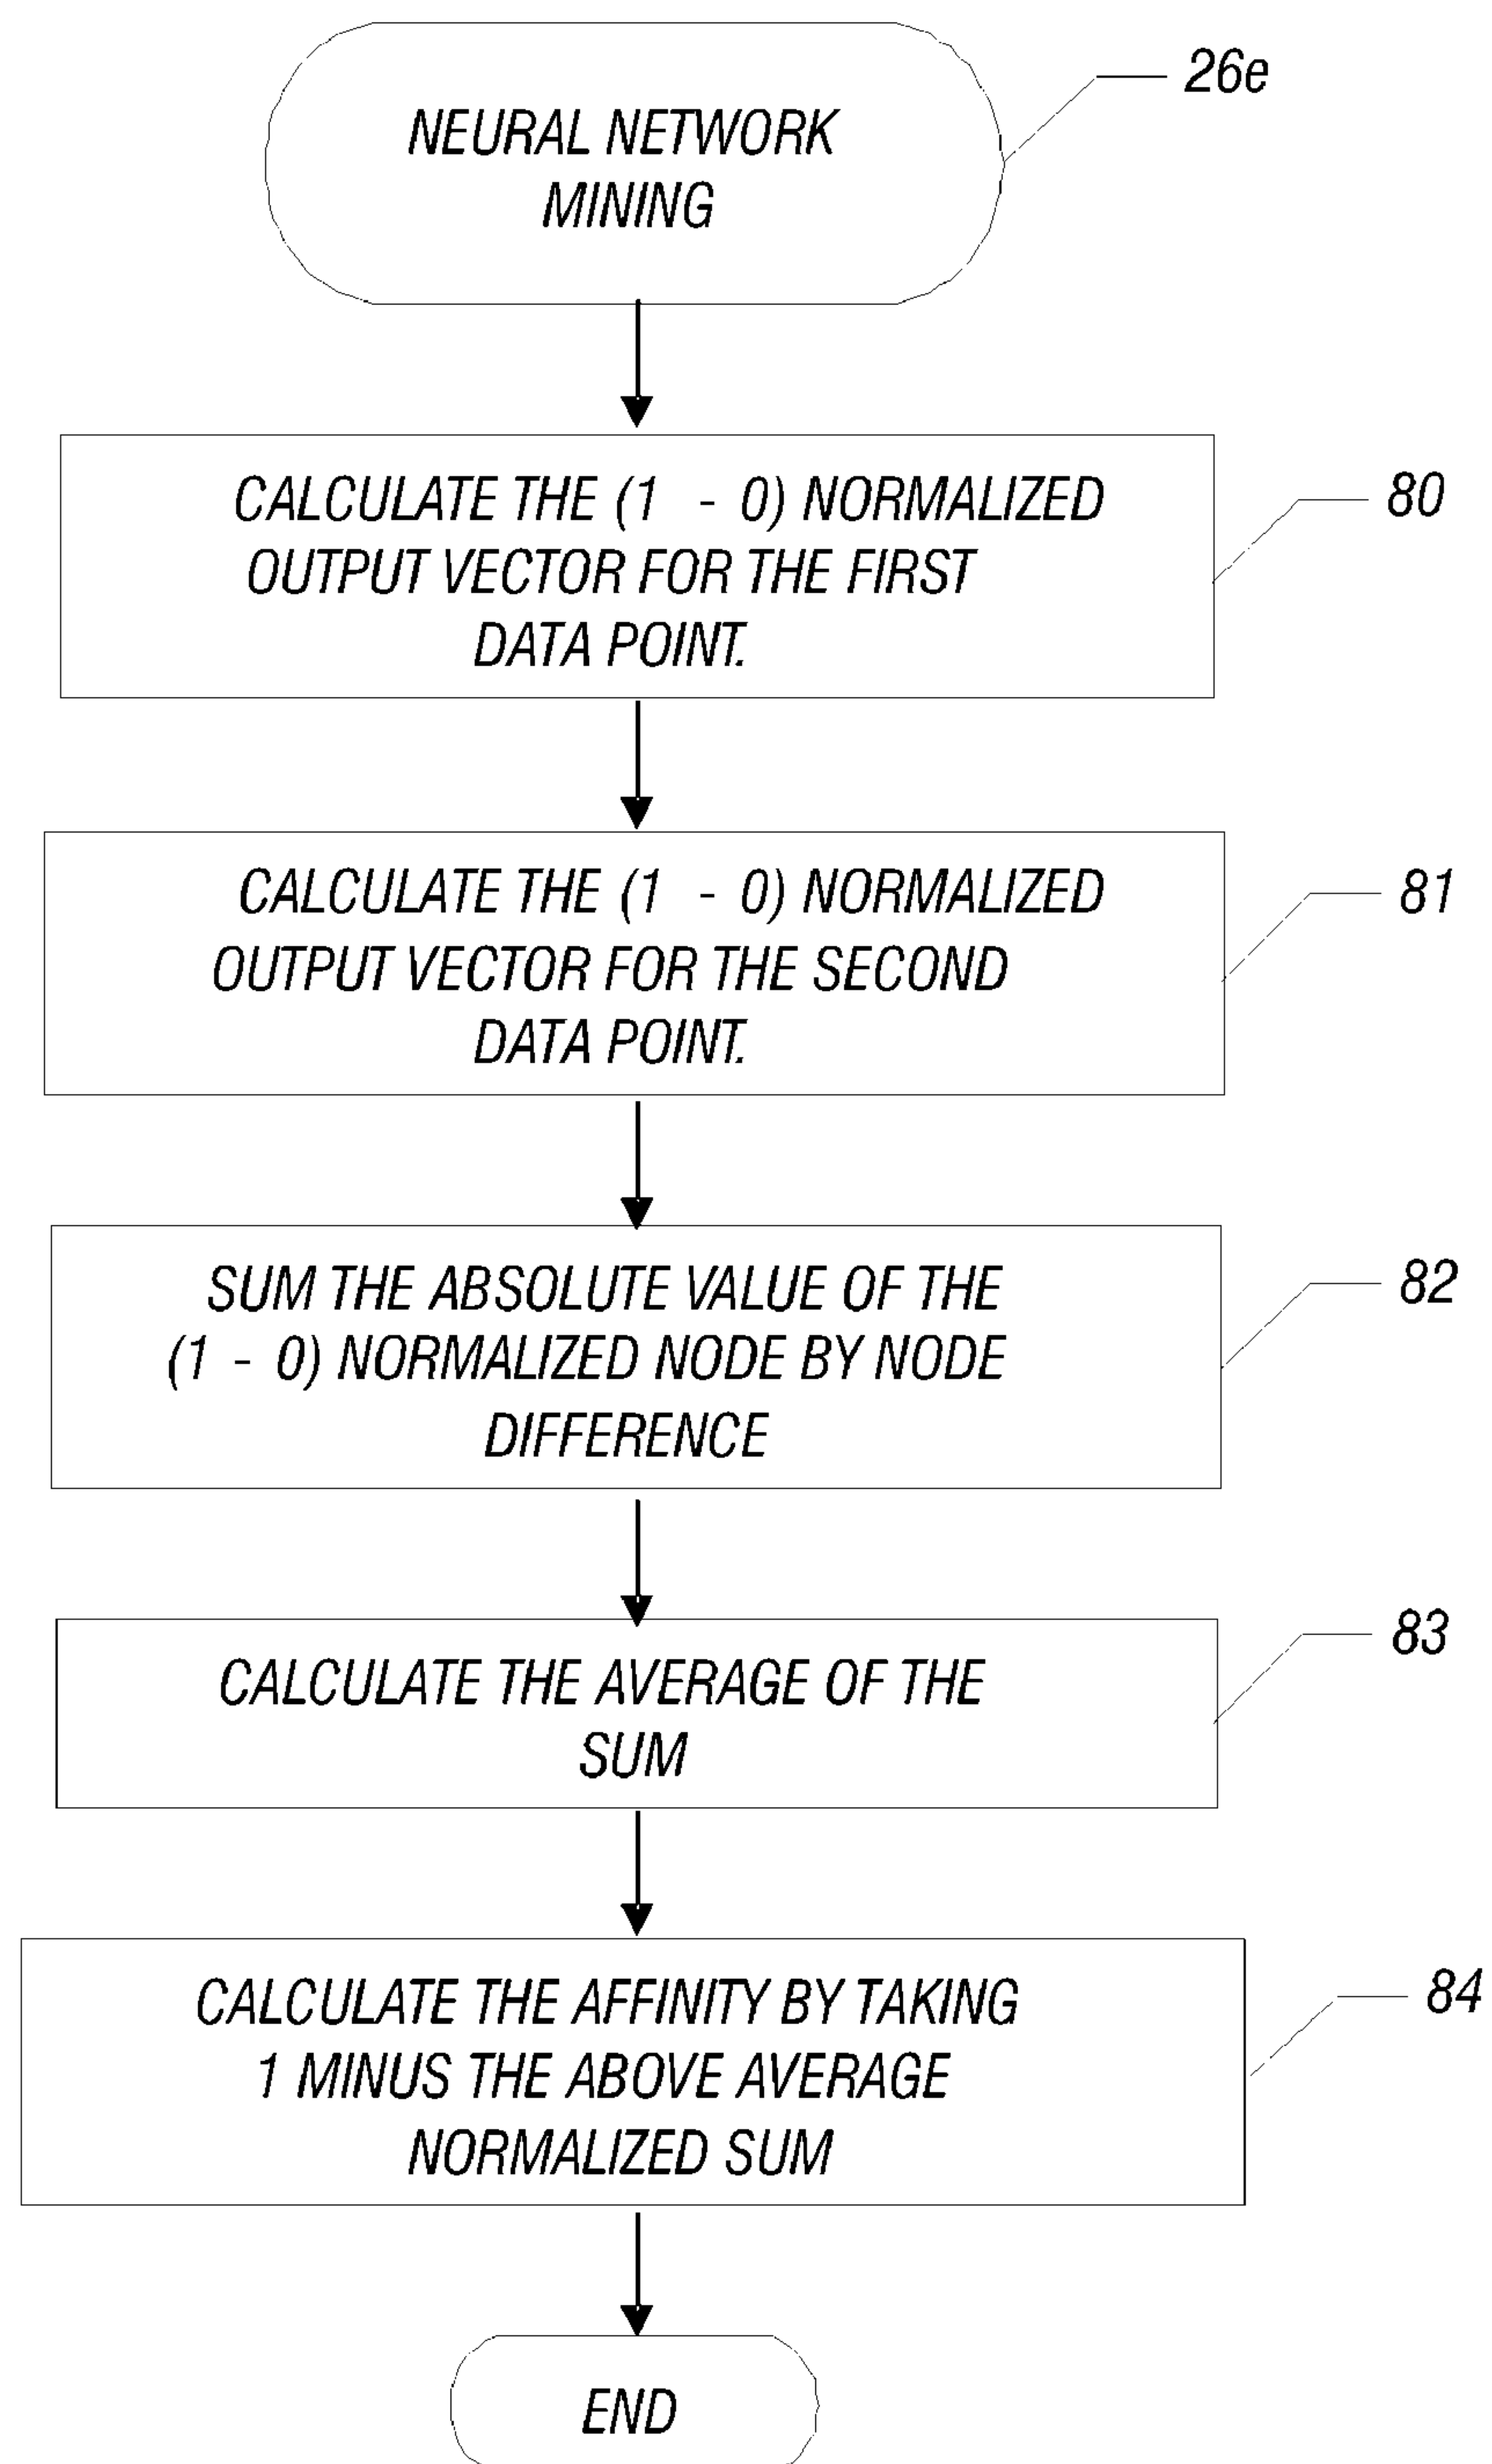 NEURAL NETWORK
MINING
26e
CALCULATE THE (1 - 0) NORMALIZED
OUTPUT VECTOR FOR THE FIRST
DATA POINT.
80
CALCULATE THE (1 - 0) NORMALIZED
OUTPUT VECTOR FOR THE SECOND
DATA POINT.
81
SUM THE ABSOLUTE VALUE OF THE
(1 - 0) NORMALIZED NODE BY NODE
DIFFERENCE
82
CALCULATE THE AVERAGE OF THE
SUM
83
CALCULATE THE AFFINITY BY TAKING
1 MINUS THE ABOVE AVERAGE
NORMALIZED SUM
84
END